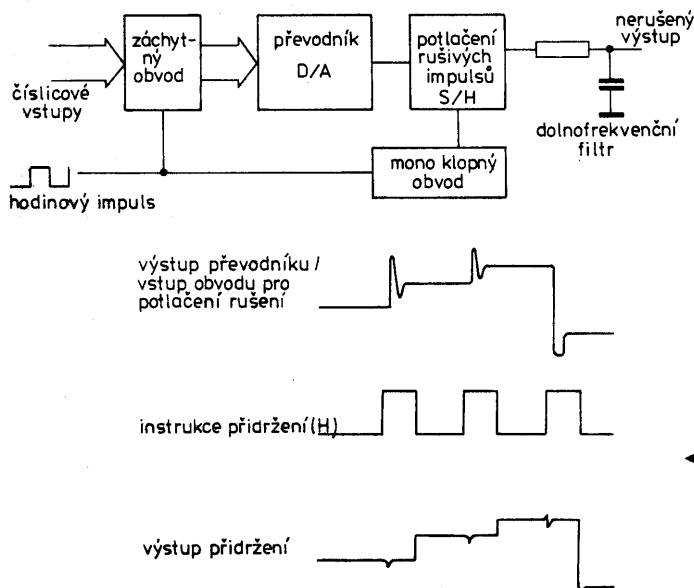 záchyt-
ný
obvod
převodník
D/A
potlačení
rušivých
impulsů
S/H
nerušený
výstup
číslicové
vstupy
dolnofrekvenční
filtr
mono klopný
obvod
hodinový impuls
výstup převodníku /
vstup obvodu pro
potlačení rušení
instrukce přidržení (H)
výstup přidržení